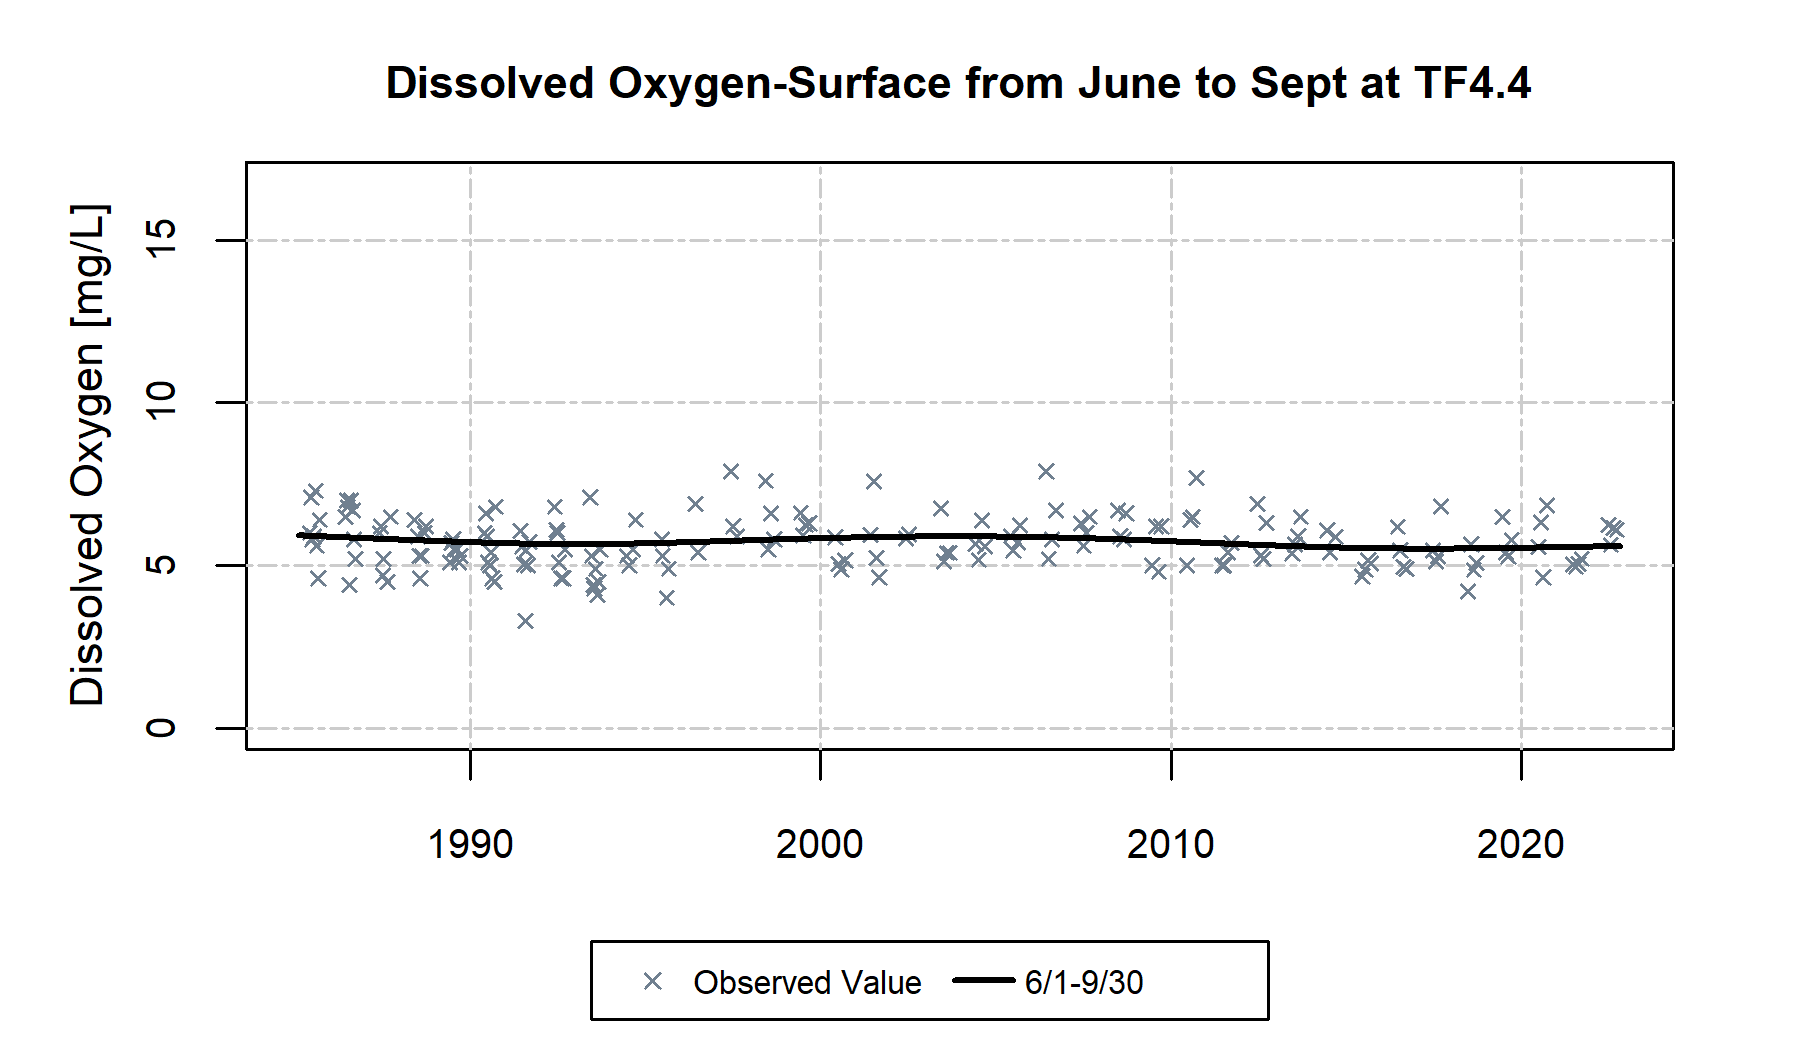 Dissolved Oxygen-Surface from June to Sept at TF4.4
Dissolved Oxygen [mg/L]
15
10
5
0
1990 2000 2010 2020
Observed Value 6/1-9/30